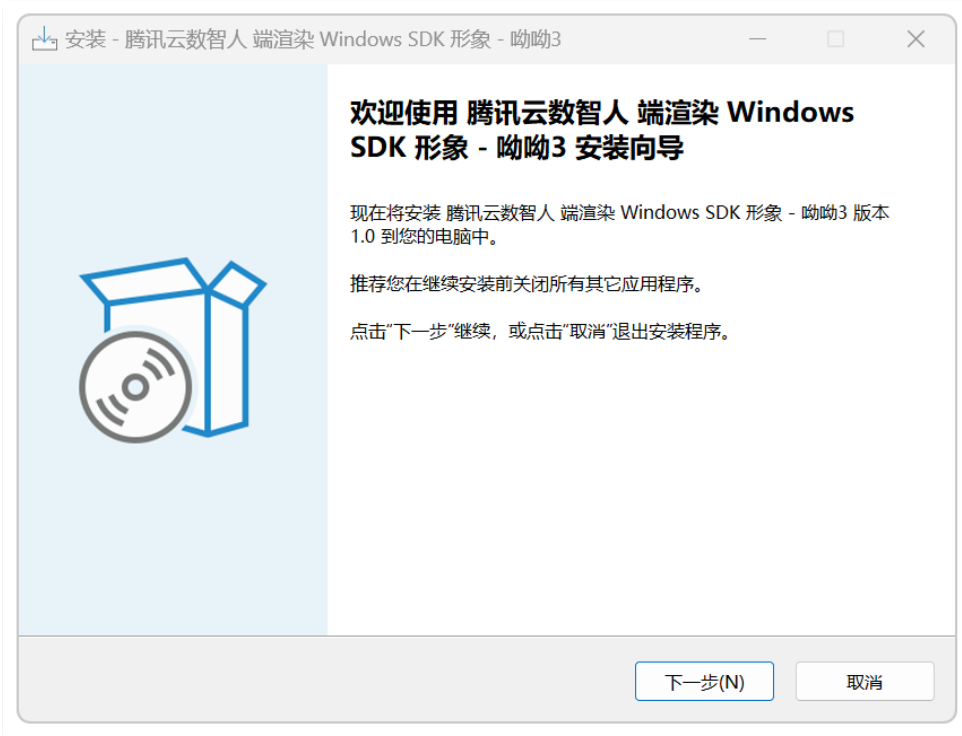 安装 - 腾讯云数智人 端渲染 Windows SDK 形象 - 呦呦3
欢迎使用 腾讯云数智人 端渲染 Windows
SDK 形象 - 呦呦3 安装向导
现在将安装 腾讯云数智人 端渲染 Windows SDK 形象 - 呦呦3 版本
1.0 到您的电脑中。
推荐您在继续安装前关闭所有其它应用程序。
点击“下一步”继续，或点击“取消”退出安装程序。
下一步(N)
取消